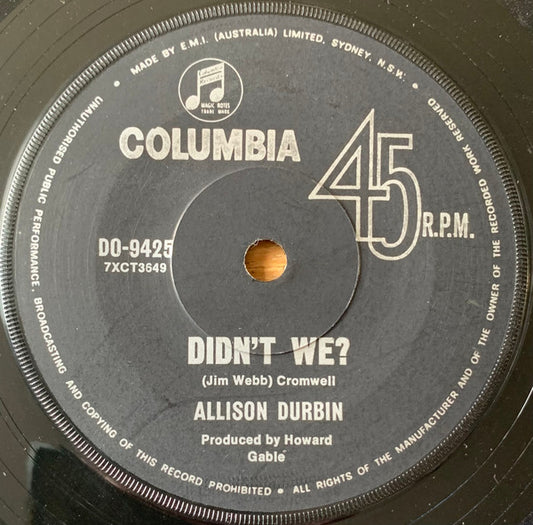 • MADE BY E.M.I. (AUSTRALIA) LIMITED, SYDNEY, N.S.W. •
Columbia
Records
MAGIC NOTES
TRADE MARK
COLUMBIA
45
R.P.M.
DO-9425
7XCT3649
DIDN'T WE?
(Jim Webb) Cromwell
ALLISON DURBIN
Produced by Howard
Gable
UNAUTHORISED PUBLIC PERFORMANCE, BROADCASTING AND COPYING OF THIS RECORD PROHIBITED • ALL RIGHTS OF THE MANUFACTURER AND OF THE OWNER OF THE RECORDED WORK RESERVED